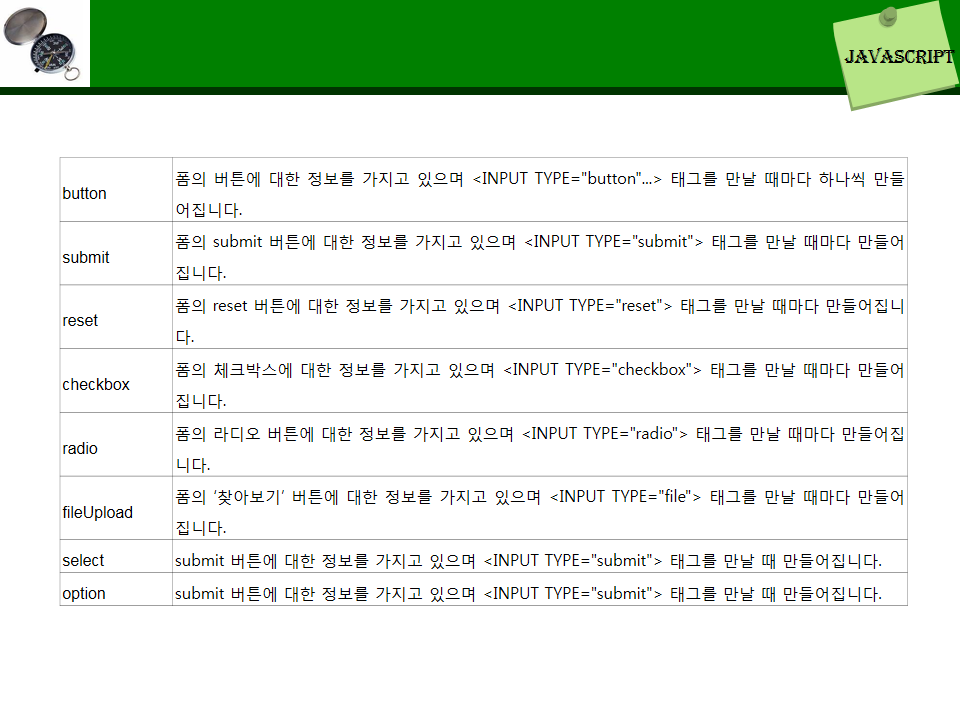 JAVASCRIPT
button
폼의 버튼에 대한 정보를 가지고 있으며 <INPUT TYPE="button"...> 태그를 만날 때마다 하나씩 만들
어집니다.
submit
폼의 submit 버튼에 대한 정보를 가지고 있으며 <INPUT TYPE="submit"> 태그를 만날 때마다 만들어
집니다.
reset
폼의 reset 버튼에 대한 정보를 가지고 있으며 <INPUT TYPE="reset"> 태그를 만날 때마다 만들어집니
다.
checkbox
폼의 체크박스에 대한 정보를 가지고 있으며 <INPUT TYPE="checkbox"> 태그를 만날 때마다 만들어
집니다.
radio
폼의 라디오 버튼에 대한 정보를 가지고 있으며 <INPUT TYPE="radio"> 태그를 만날 때마다 만들어집
니다.
fileUpload
폼의 '찾아보기' 버튼에 대한 정보를 가지고 있으며 <INPUT TYPE="file"> 태그를 만날 때마다 만들어
집니다.
select
submit 버튼에 대한 정보를 가지고 있으며 <INPUT TYPE="submit"> 태그를 만날 때 만들어집니다.
option
submit 버튼에 대한 정보를 가지고 있으며 <INPUT TYPE="submit"> 태그를 만날 때 만들어집니다.